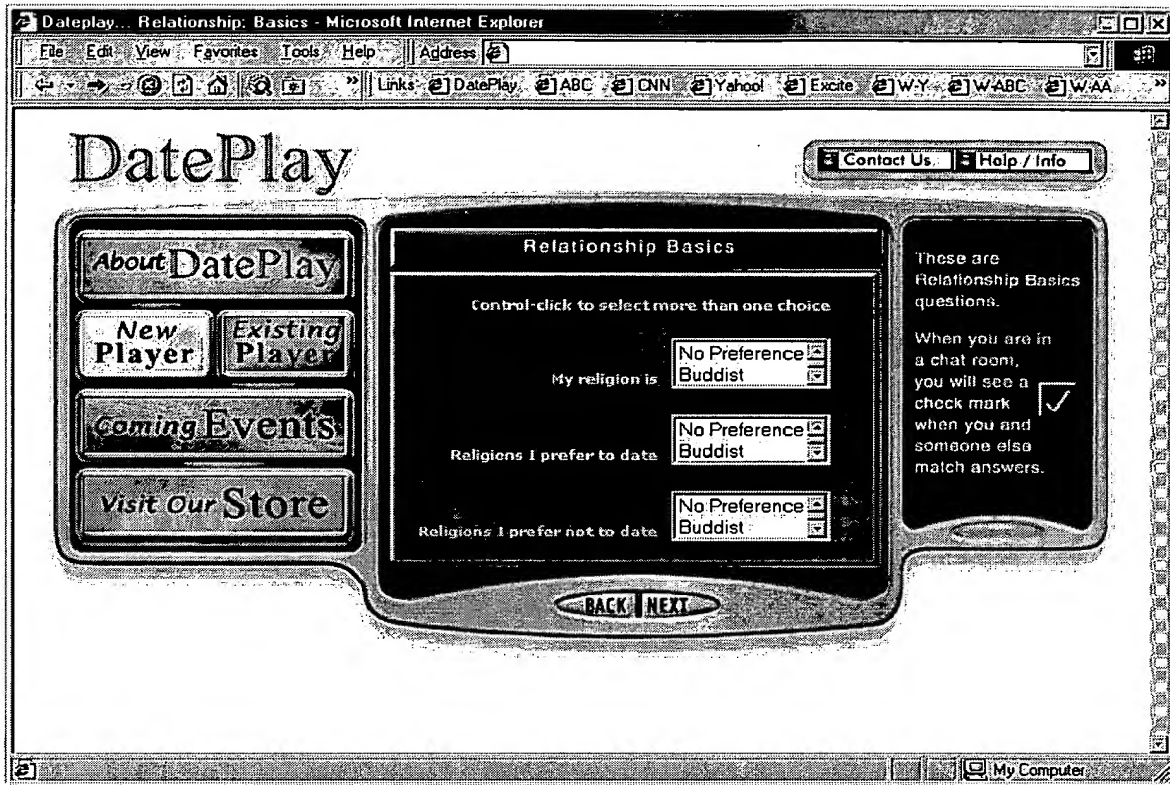 Dateplay... Relationship: Basics - Microsoft Internet Explorer
File Edit View Favorites Tools Help Address
Links DatePlay ABC CNN Yahoo! Excite W-Y W-ABC W-AA
DatePlay
Contact Us Help / Info
About DatePlay
New Player
Existing Player
Coming Events
Visit Our Store
Relationship Basics
Control-click to select more than one choice
My religion is
No Preference
Buddist
Religions I prefer to date
No Preference
Buddist
Religions I prefer not to date
No Preference
Buddist
BACK NEXT
These are
Relationship Basics
questions.
When you are in
a chat room,
you will see a
check mark
when you and
someone else
match answers.
My Computer